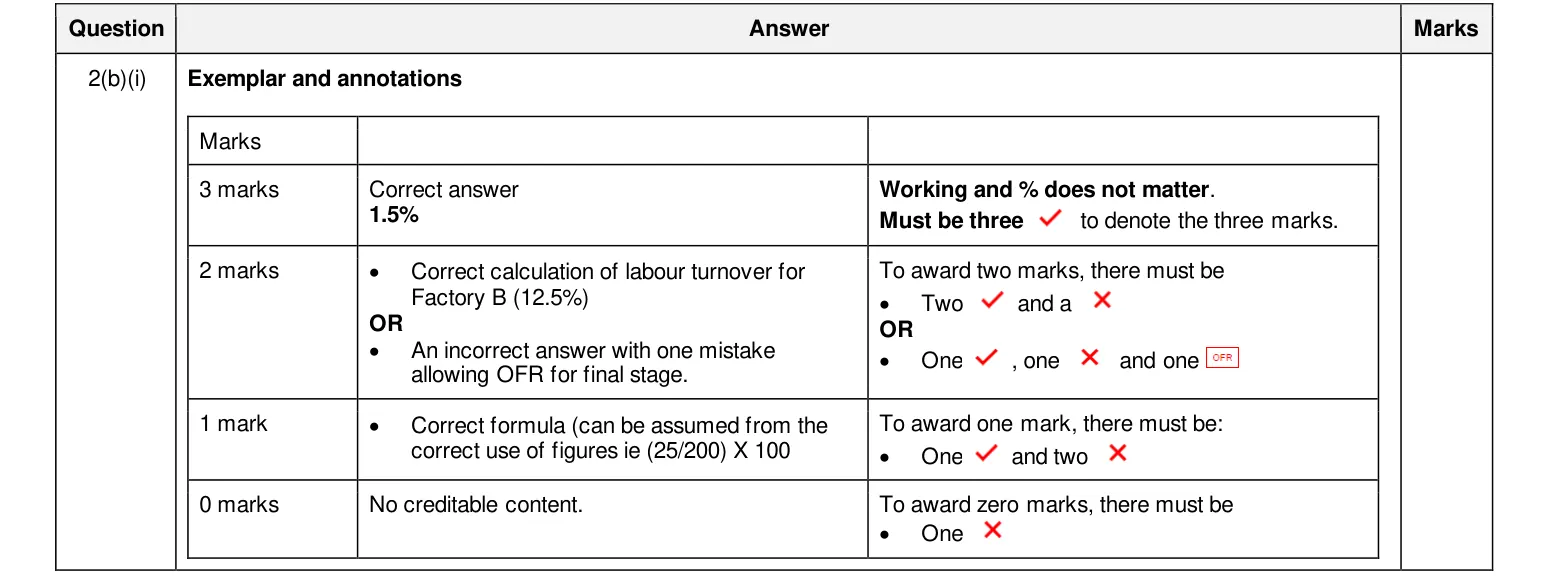 Question Answer Marks
2(b)(i) Exemplar and annotations
Marks
3 marks Correct answer Working and % does not matter.
1.5% Must be three ✓ to denote the three marks.
2 marks • Correct calculation of labour turnover for To award two marks, there must be
Factory B (12.5%) • Two ✓ and a ✗
OR OR
• An incorrect answer with one mistake • One ✓ , one ✗ and one OFR
allowing OFR for final stage.
1 mark • Correct formula (can be assumed from the To award one mark, there must be:
correct use of figures ie (25/200) X 100 • One ✓ and two ✗
0 marks No creditable content. To award zero marks, there must be
• One ✗